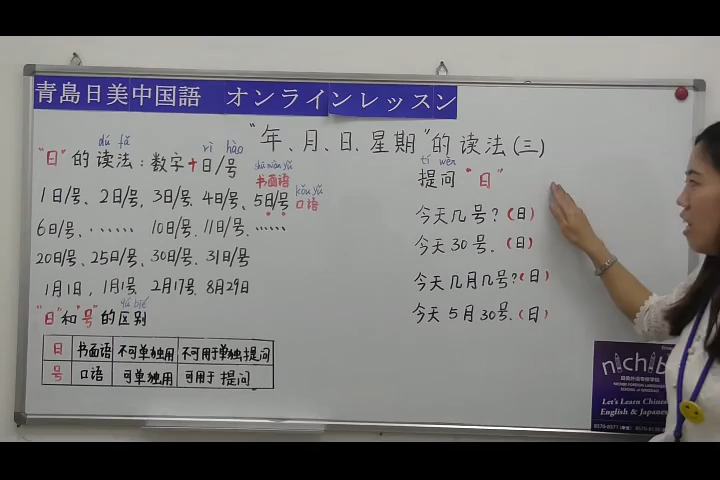 青島日美中国語 オンラインレッスン
"年、月、日、星期"的读法(三)
dú fǎ
rì hào
"日"的读法：数字+日/号
shū miàn yǔ
书面语
kǒu yǔ
口语
1日/号、2日/号、3日/号、4日/号、5日/号
6日/号、…… 10日/号、11日/号、……
20日/号、25日/号、30日/号、31日/号
1月1日、1月1号、2月17号、8月29日
qū bié
"日"和"号"的区别
日 书面语 不可单独用 不可用于单独提问
号 口语 可单独用 可用于提问
tí wèn
提问"日"
今天几号？(日)
今天30号。(日)
今天几月几号？(日)
今天5月30号。(日)
nichib
Let's Learn Chinese
English & Japanese